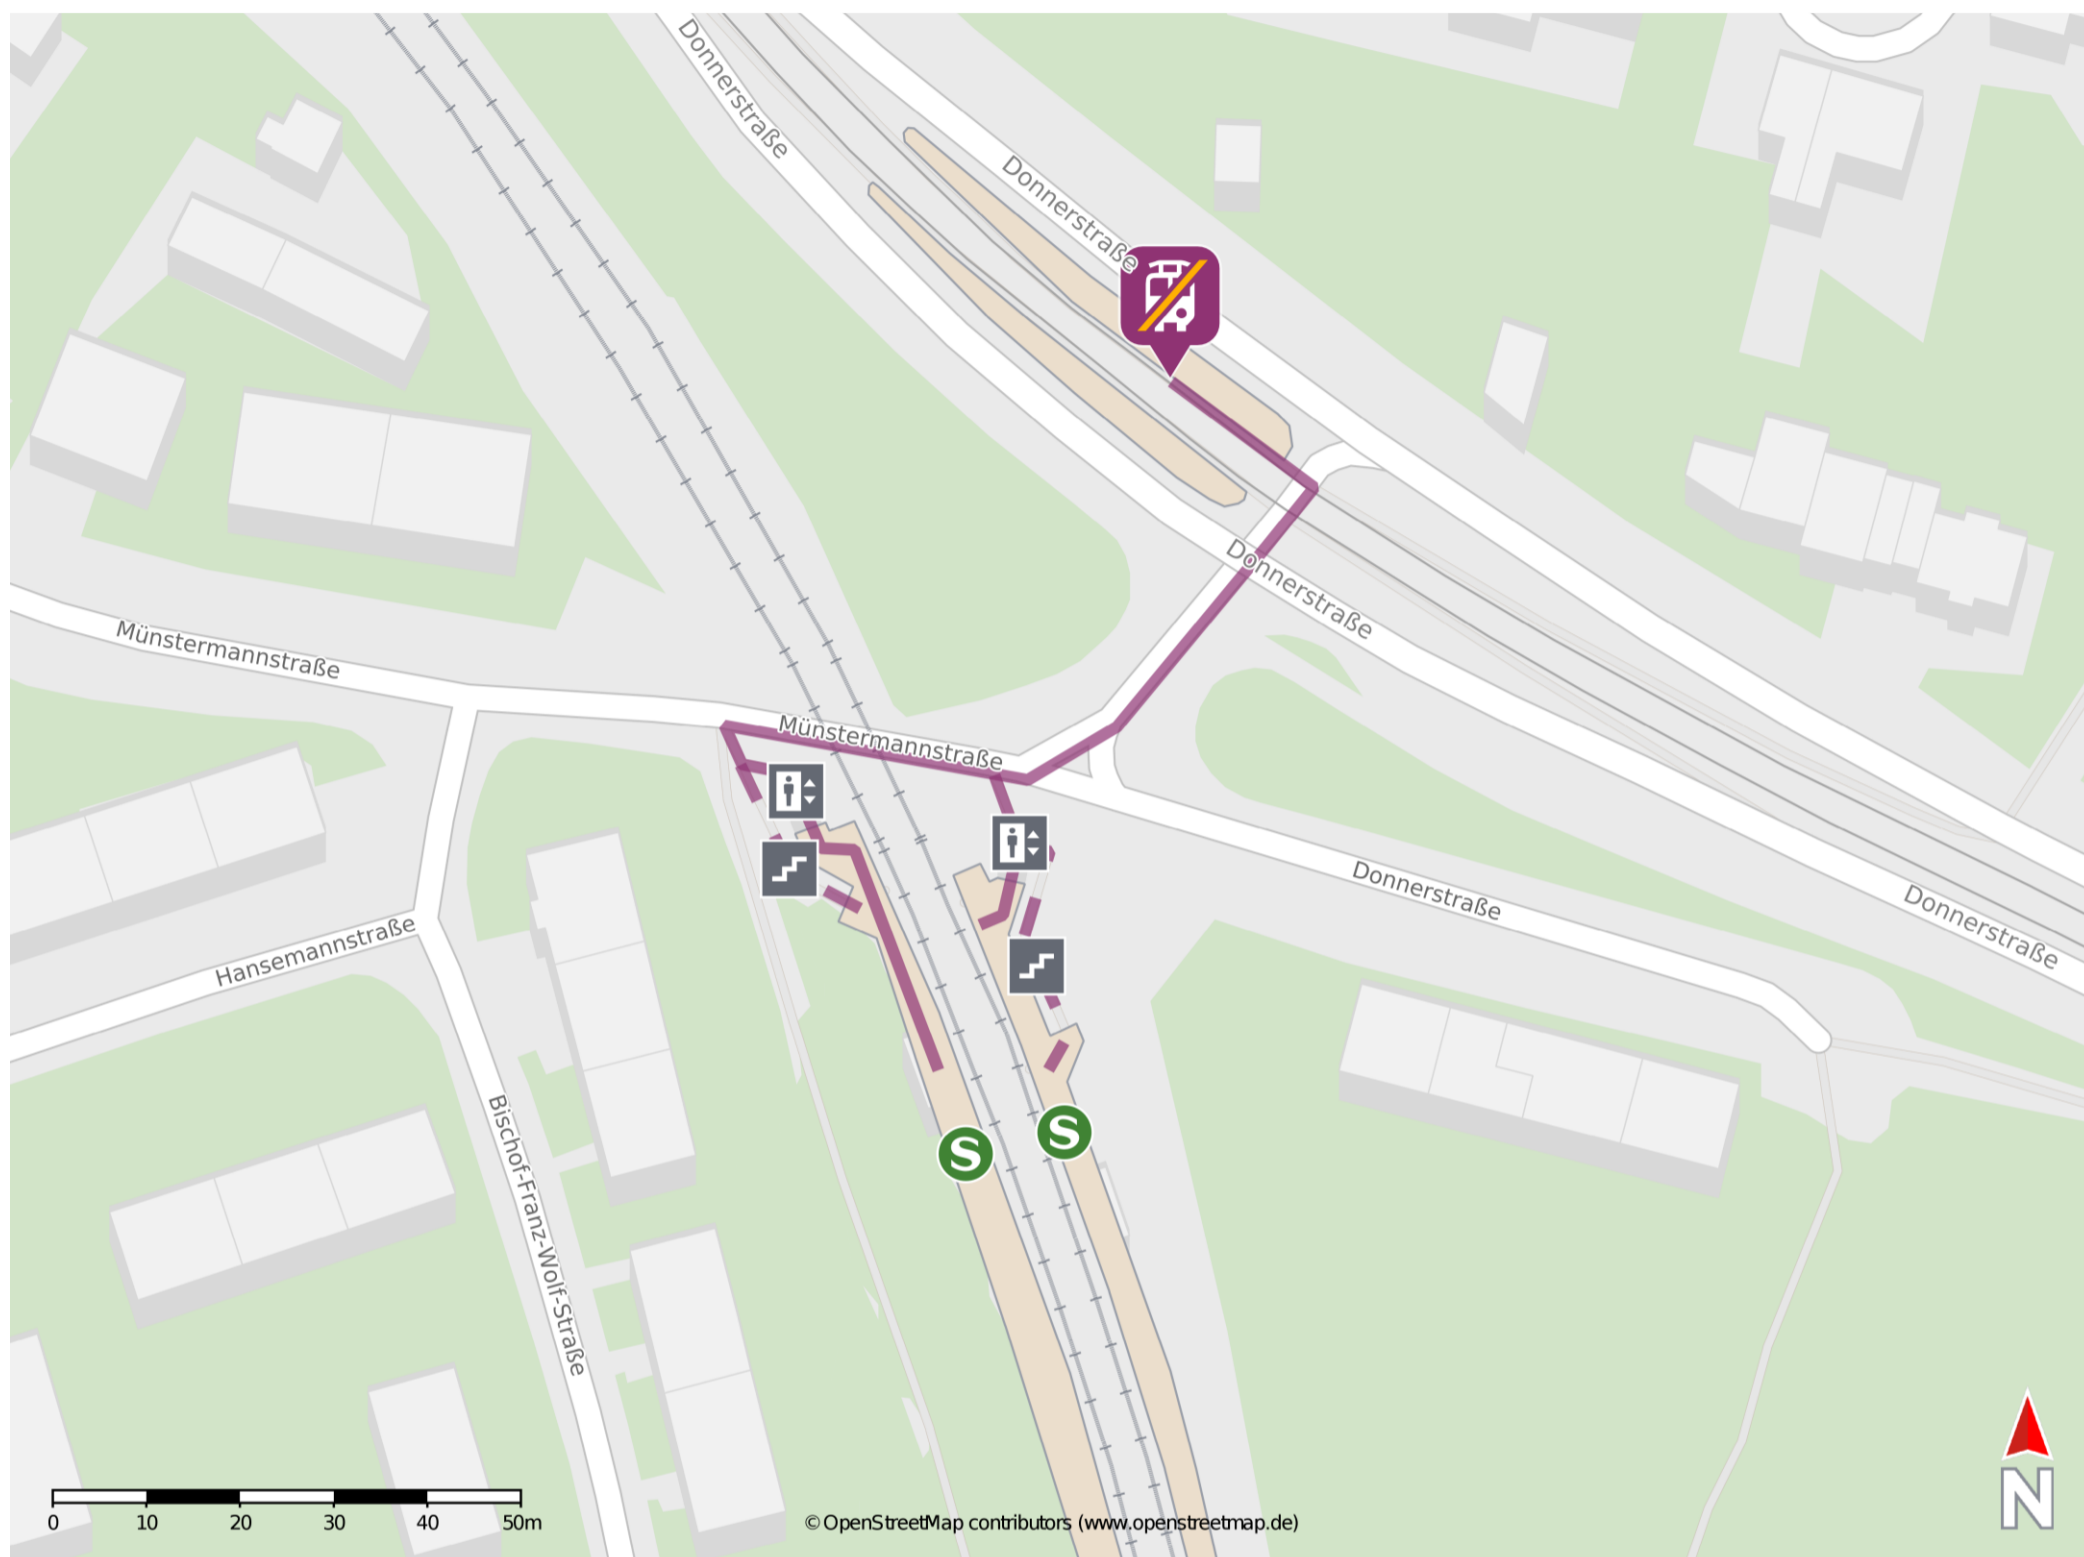 Donnerstraße
Donnerstraße
Donnerstraße
Münstermannstraße
Münstermannstraße
Donnerstraße
Donnerstraße
Hansemannstraße
Bischof-Franz-Wolf-Straße
S
S
N
0 10 20 30 40 50m
© OpenStreetMap contributors (www.openstreetmap.de)